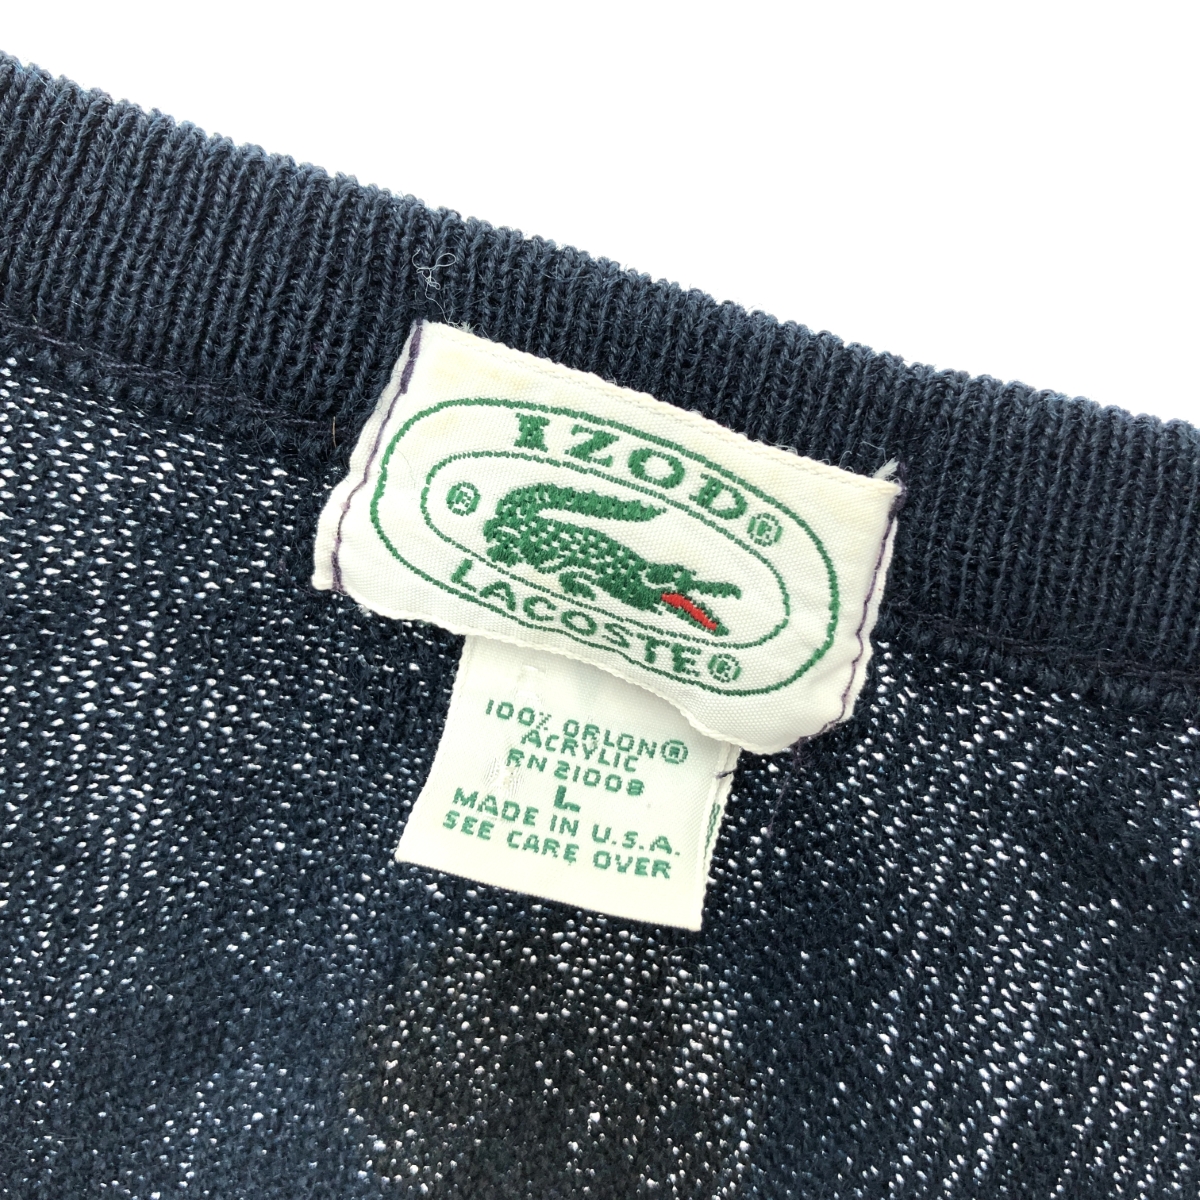 IZOD®
®
LACOSTE®
100% ORLON®
ACRYLIC
RN 21008
L
MADE IN U.S.A.
SEE CARE OVER